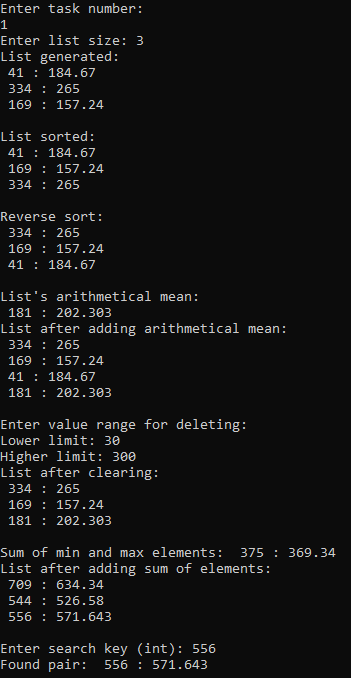 Enter task number:
1
Enter list size: 3
List generated:
41 : 184.67
334 : 265
169 : 157.24
List sorted:
41 : 184.67
169 : 157.24
334 : 265
Reverse sort:
334 : 265
169 : 157.24
41 : 184.67
List's arithmetical mean:
181 : 202.303
List after adding arithmetical mean:
334 : 265
169 : 157.24
41 : 184.67
181 : 202.303
Enter value range for deleting:
Lower limit: 30
Higher limit: 300
List after clearing:
334 : 265
169 : 157.24
181 : 202.303
Sum of min and max elements:  375 : 369.34
List after adding sum of elements:
709 : 634.34
544 : 526.58
556 : 571.643
Enter search key (int): 556
Found pair:  556 : 571.643